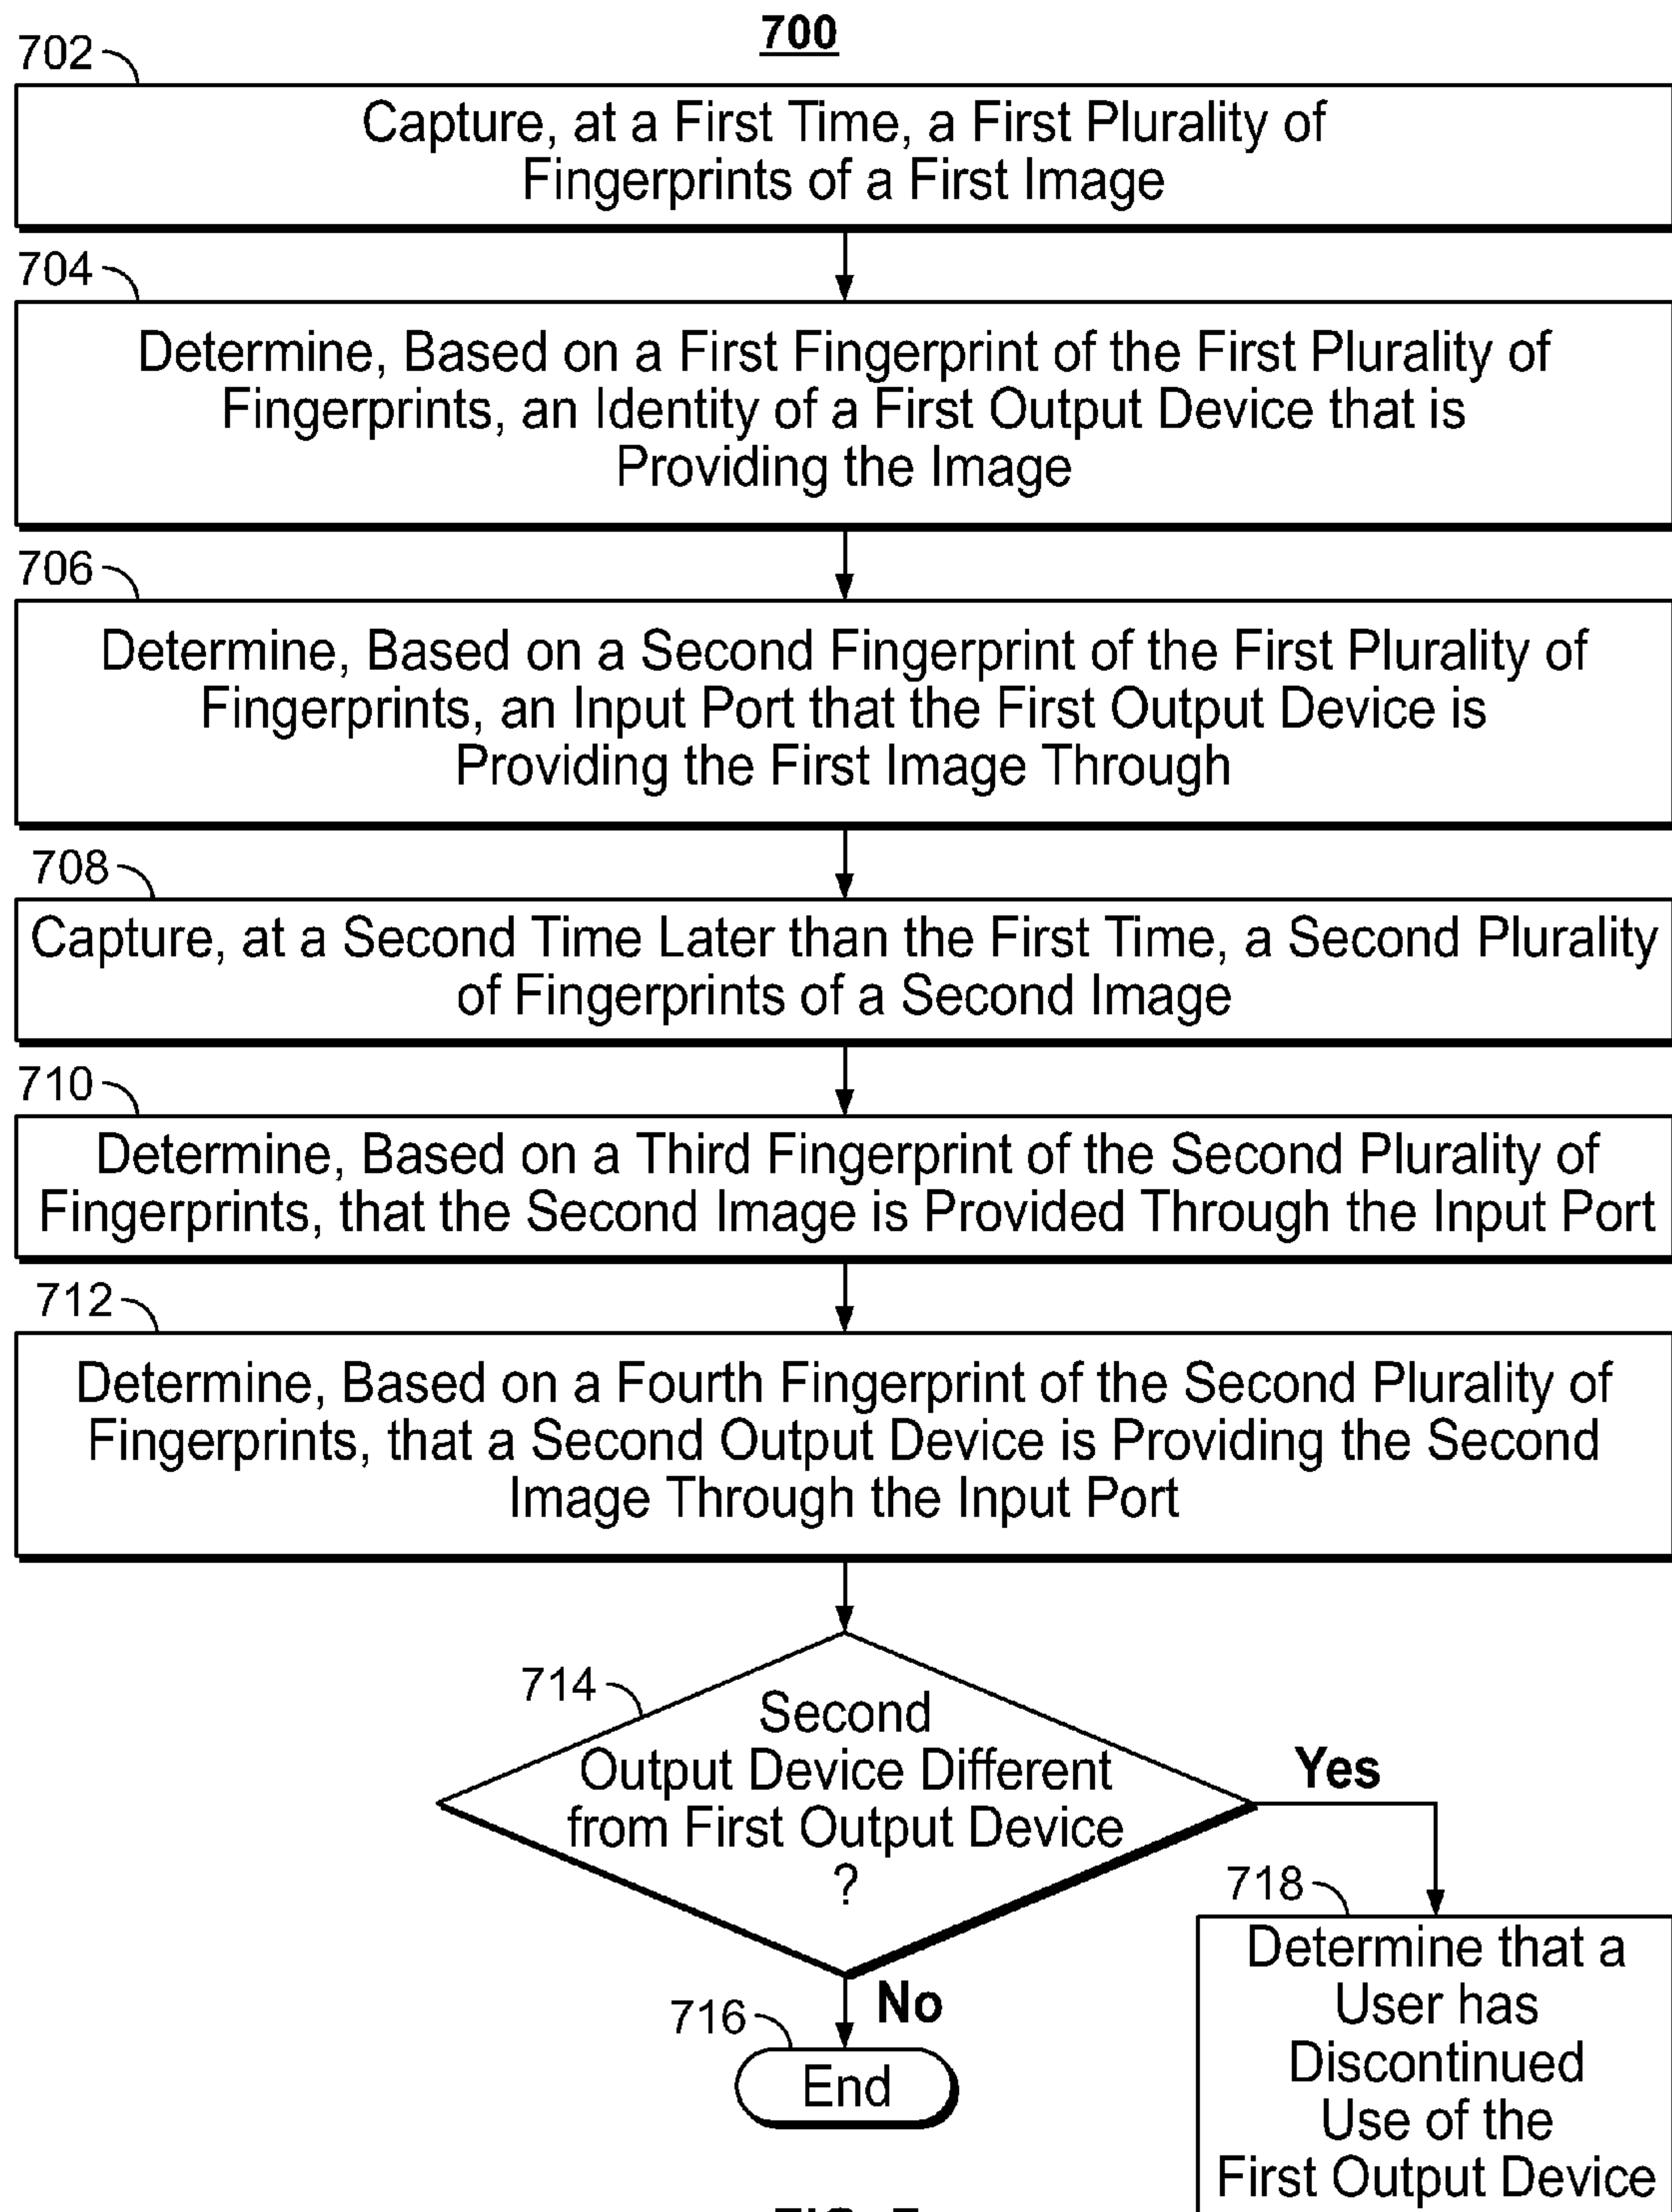 700
702
Capture, at a First Time, a First Plurality of
Fingerprints of a First Image
704
Determine, Based on a First Fingerprint of the First Plurality of
Fingerprints, an Identity of a First Output Device that is
Providing the Image
706
Determine, Based on a Second Fingerprint of the First Plurality of
Fingerprints, an Input Port that the First Output Device is
Providing the First Image Through
708
Capture, at a Second Time Later than the First Time, a Second Plurality
of Fingerprints of a Second Image
710
Determine, Based on a Third Fingerprint of the Second Plurality of
Fingerprints, that the Second Image is Provided Through the Input Port
712
Determine, Based on a Fourth Fingerprint of the Second Plurality of
Fingerprints, that a Second Output Device is Providing the Second
Image Through the Input Port
714
Second
Output Device Different
from First Output Device
?
Yes
No
716
End
718
Determine that a
User has
Discontinued
Use of the
First Output Device